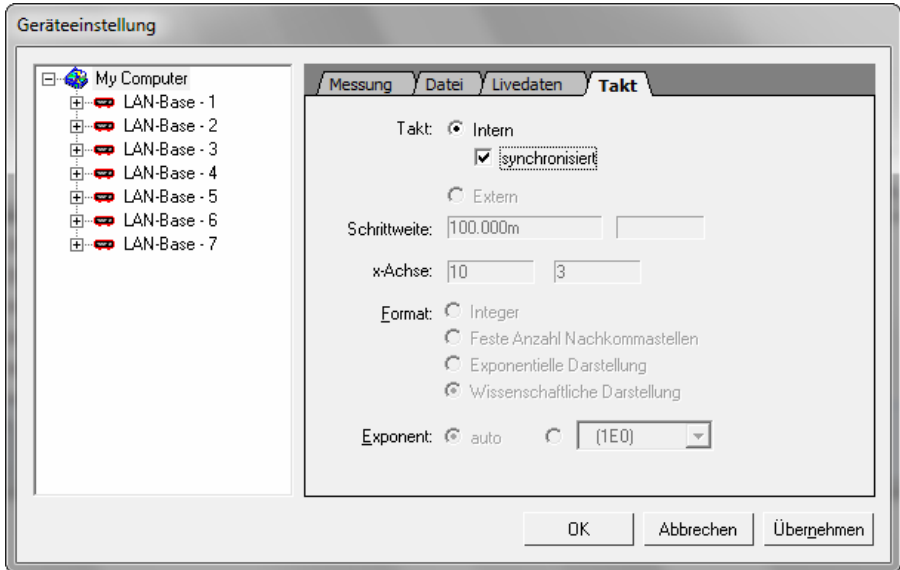 Geräteeinstellung
My Computer
LAN-Base - 1
LAN-Base - 2
LAN-Base - 3
LAN-Base - 4
LAN-Base - 5
LAN-Base - 6
LAN-Base - 7
Messung Datei Livedaten Takt
Takt: Intern
synchronisiert
Extern
Schrittweite: 100.000m
x-Achse: 10 3
Format: Integer
Feste Anzahl Nachkommastellen
Exponentielle Darstellung
Wissenschaftliche Darstellung
Exponent: auto (1E0)
OK Abbrechen Übernehmen